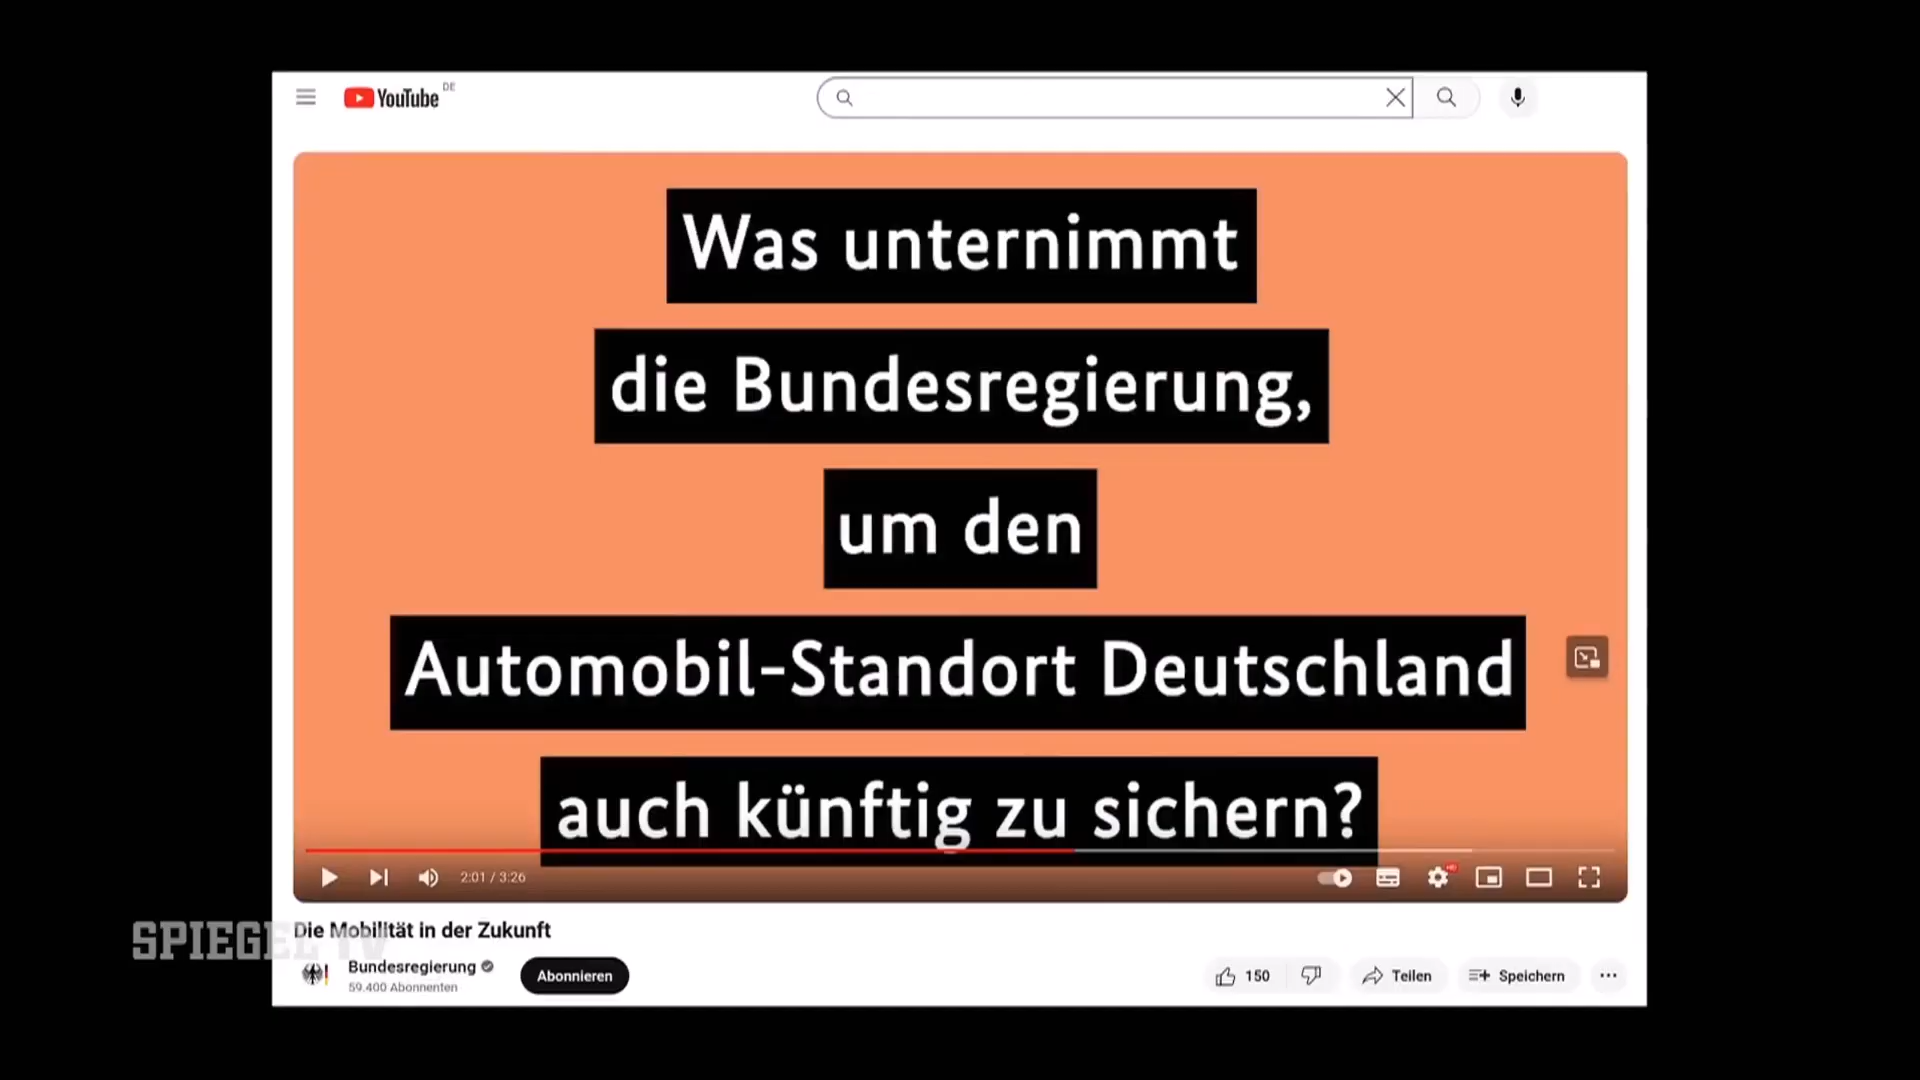 YouTube DE
Was unternimmt
die Bundesregierung,
um den
Automobil-Standort Deutschland
auch künftig zu sichern?
2:01 / 3:26
HD
Die Mobilität in der Zukunft
SPIEGEL TV
Bundesregierung
59.400 Abonnenten
Abonnieren
150
Teilen
Speichern